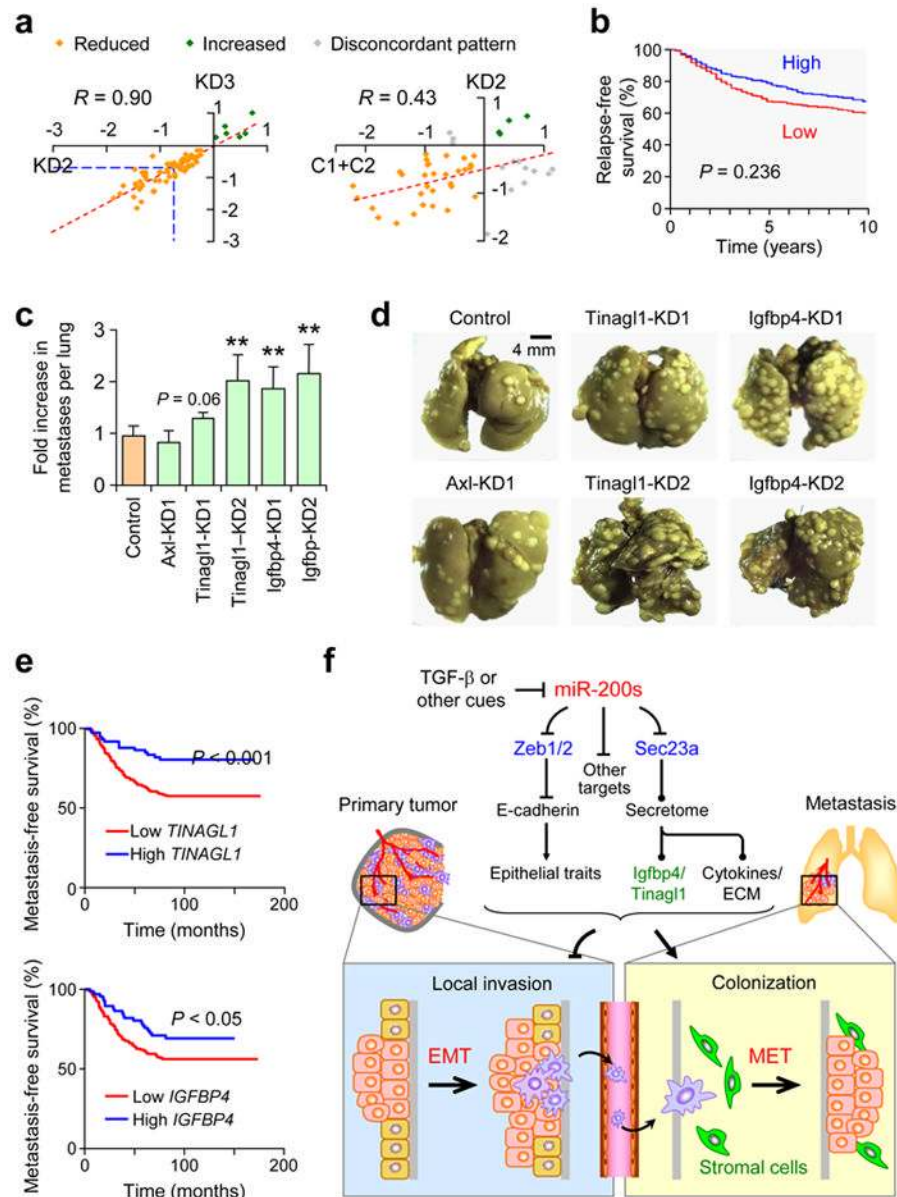 a
Reduced
Increased
Disconcordant pattern
R = 0.90
KD3
1
-3
-2
-1
0
1
KD2
-1
-2
-3
R = 0.43
KD2
1
-2
-1
0
1
C1+C2
-1
-2
b
Relapse-free
survival (%)
100
80
60
40
20
0
High
Low
P = 0.236
0
5
10
Time (years)
c
Fold increase in
metastases per lung
3
2
1
0
P = 0.06
**
**
**
Control
Axl-KD1
Tinagl1-KD1
Tinagl1–KD2
Igfbp4-KD1
Igfbp-KD2
d
Control
Tinagl1-KD1
Igfbp4-KD1
4 mm
Axl-KD1
Tinagl1-KD2
Igfbp4-KD2
e
Metastasis-free survival (%)
100
50
0
P < 0.001
Low TINAGL1
High TINAGL1
0
100
200
Time (months)
Metastasis-free survival (%)
100
50
0
P < 0.05
Low IGFBP4
High IGFBP4
0
100
200
Time (months)
f
TGF-β or
other cues
miR-200s
Zeb1/2
Other
targets
Sec23a
Primary tumor
E-cadherin
Secretome
Metastasis
Epithelial traits
Igfbp4/
Tinagl1
Cytokines/
ECM
Local invasion
Colonization
EMT
MET
Stromal cells